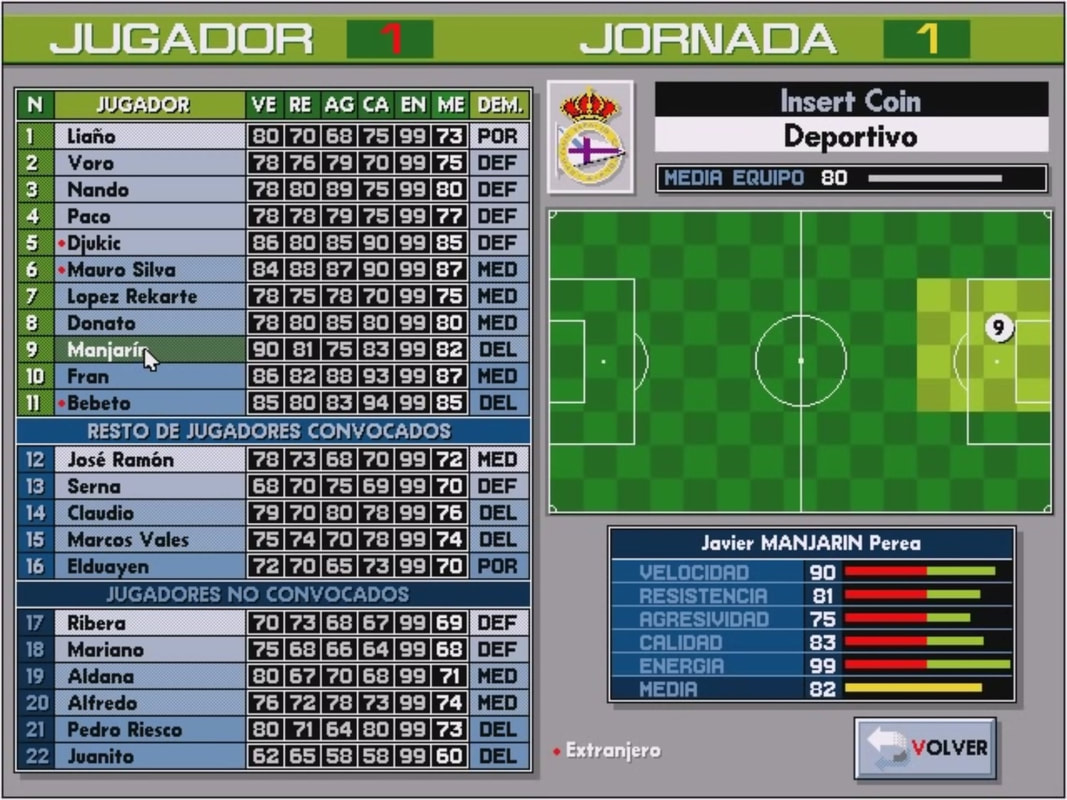 JUGADOR 1 JORNADA 1
N JUGADOR VE RE AG CA EN ME DEM.
1 Liaño 80 70 68 75 99 73 POR
2 Voro 78 76 79 70 99 75 DEF
3 Nando 78 80 89 75 99 80 DEF
4 Paco 78 78 79 75 99 77 DEF
5 Djukic 86 80 85 90 99 85 DEF
6 Mauro Silva 84 88 87 90 99 87 MED
7 Lopez Rekarte 78 75 78 70 99 75 MED
8 Donato 78 80 85 80 99 80 MED
9 Manjarín 90 81 75 83 99 82 DEL
10 Fran 86 82 88 93 99 87 MED
11 Bebeto 85 80 83 94 99 85 DEL
RESTO DE JUGADORES CONVOCADOS
12 José Ramón 78 73 68 70 99 72 MED
13 Serna 68 70 75 69 99 70 DEF
14 Claudio 79 70 80 78 99 76 DEL
15 Marcos Vales 75 74 70 78 99 74 DEL
16 Elduayen 72 70 65 73 99 70 POR
JUGADORES NO CONVOCADOS
17 Ribera 70 73 68 67 99 69 DEF
18 Mariano 75 68 66 64 99 68 DEF
19 Aldana 80 67 70 68 99 71 MED
20 Alfredo 76 72 78 73 99 74 MED
21 Pedro Riesco 80 71 64 80 99 73 DEL
22 Juanito 62 65 58 58 99 60 DEL
Insert Coin
Deportivo
MEDIA EQUIPO 80
9
Javier MANJARIN Perea
VELOCIDAD 90
RESISTENCIA 81
AGRESIVIDAD 75
CALIDAD 83
ENERGIA 99
MEDIA 82
Extranjero
VOLVER